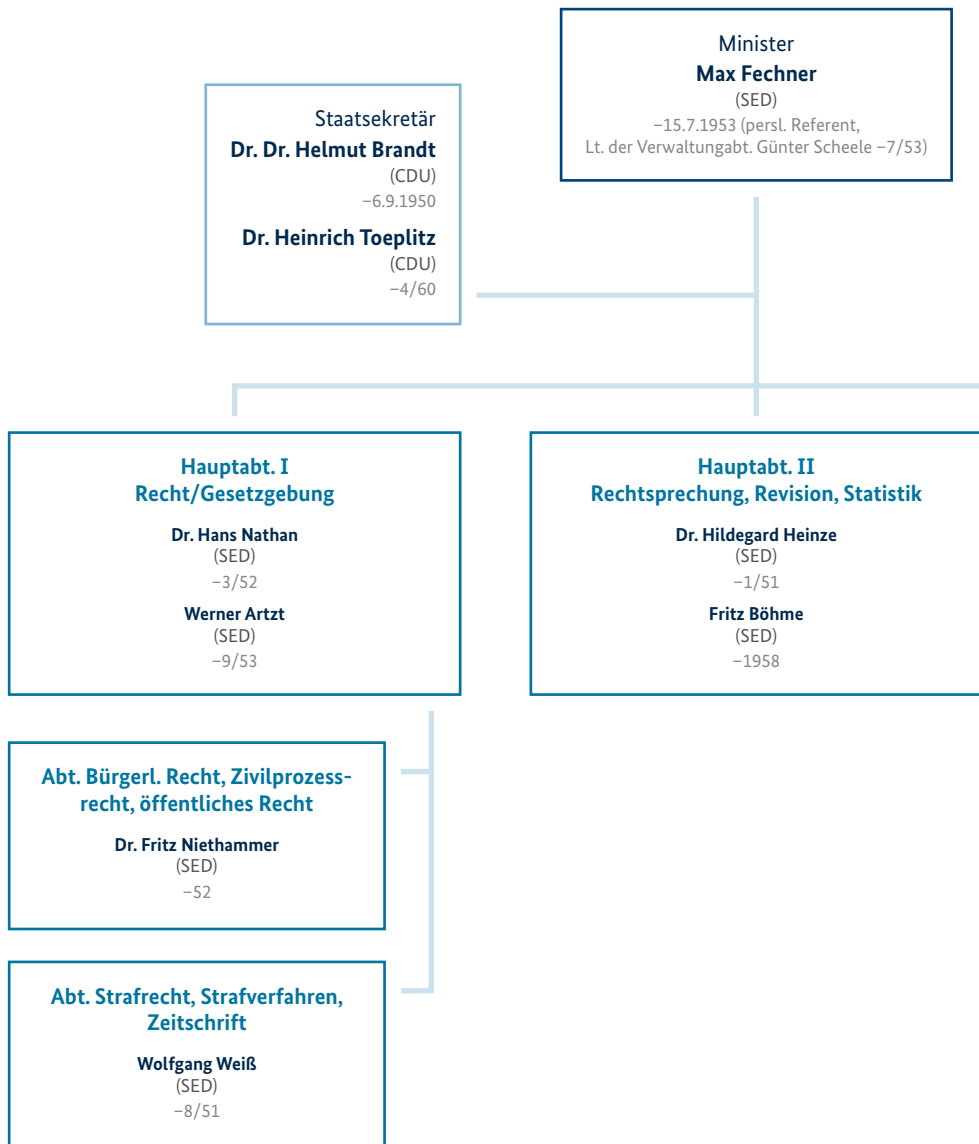 Minister
Max Fechner
(SED)
–15.7.1953 (persl. Referent,
Lt. der Verwaltungabt. Günter Scheele –7/53)
Staatsekretär
Dr. Dr. Helmut Brandt
(CDU)
–6.9.1950
Dr. Heinrich Toeplitz
(CDU)
–4/60
Hauptabt. I
Recht/Gesetzgebung
Dr. Hans Nathan
(SED)
–3/52
Werner Artzt
(SED)
–9/53
Hauptabt. II
Rechtsprechung, Revision, Statistik
Dr. Hildegard Heinze
(SED)
–1/51
Fritz Böhme
(SED)
–1958
Abt. Bürgerl. Recht, Zivilprozess-
recht, öffentliches Recht
Dr. Fritz Niethammer
(SED)
–52
Abt. Strafrecht, Strafverfahren,
Zeitschrift
Wolfgang Weiß
(SED)
–8/51